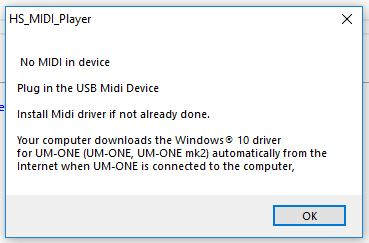 HS_MIDI_Player
No MIDI in device
Plug in the USB Midi Device
Install Midi driver if not already done.
Your computer downloads the Windows® 10 driver
for UM-ONE (UM-ONE, UM-ONE mk2) automatically from the
Internet when UM-ONE is connected to the computer,
OK